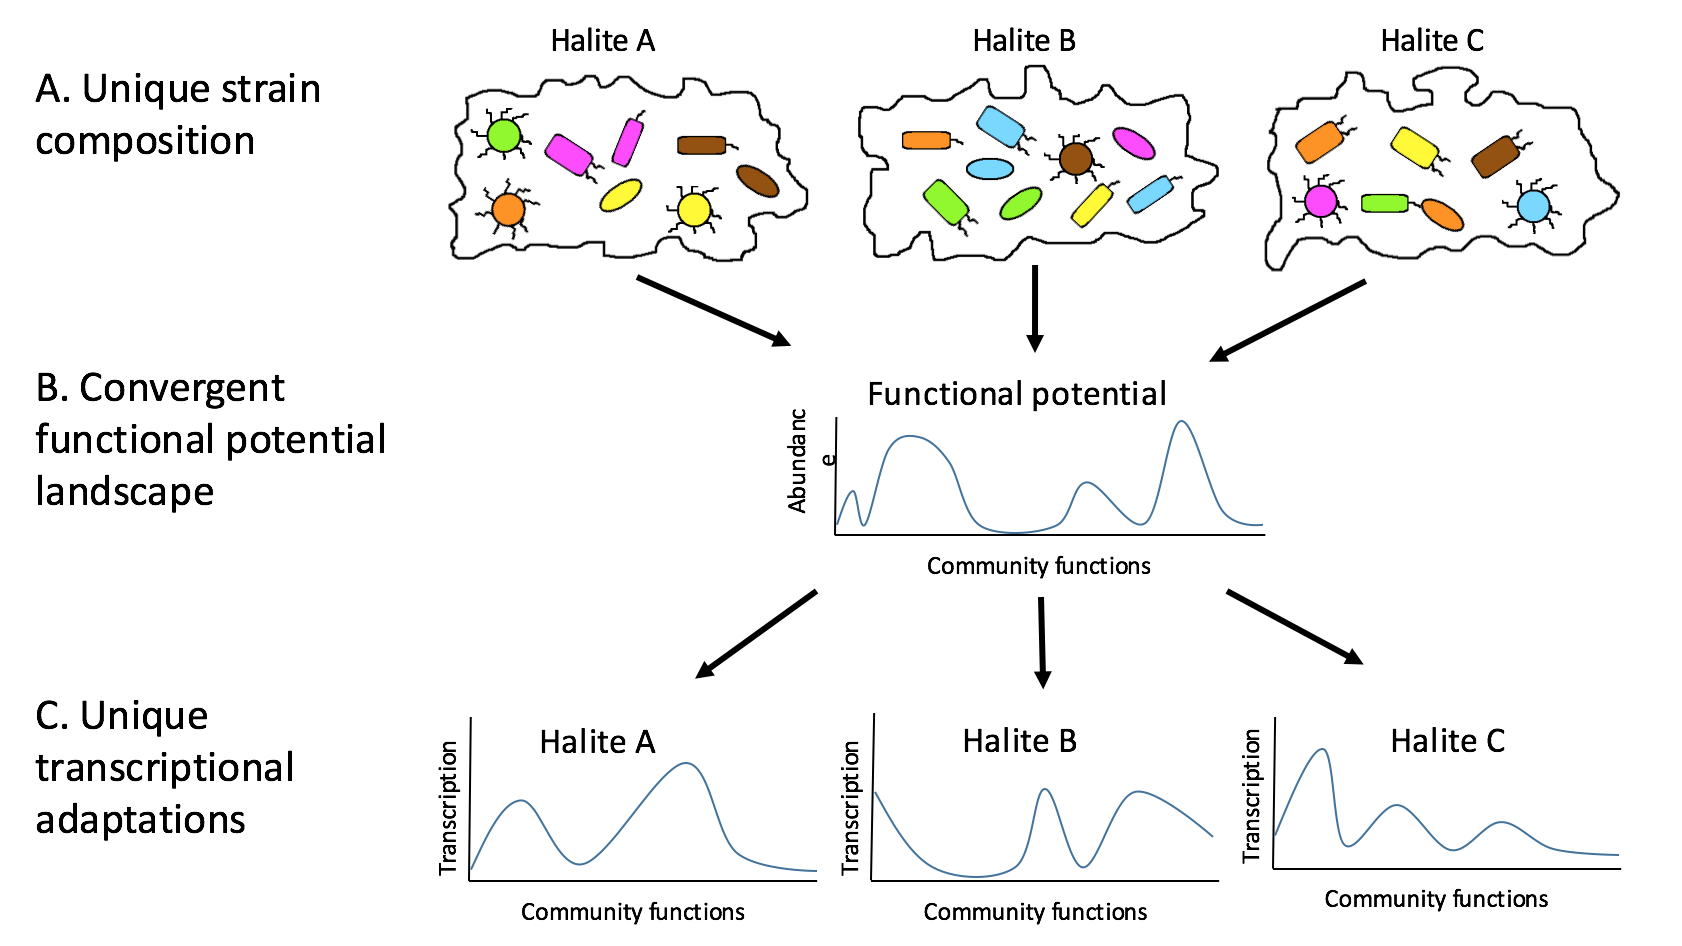 Halite A
Halite B
Halite C
A. Unique strain
composition
B. Convergent
functional potential
landscape
Functional potential
Abundanc
e
Community functions
C. Unique
transcriptional
adaptations
Halite A
Transcription
Community functions
Halite B
Transcription
Community functions
Halite C
Transcription
Community functions